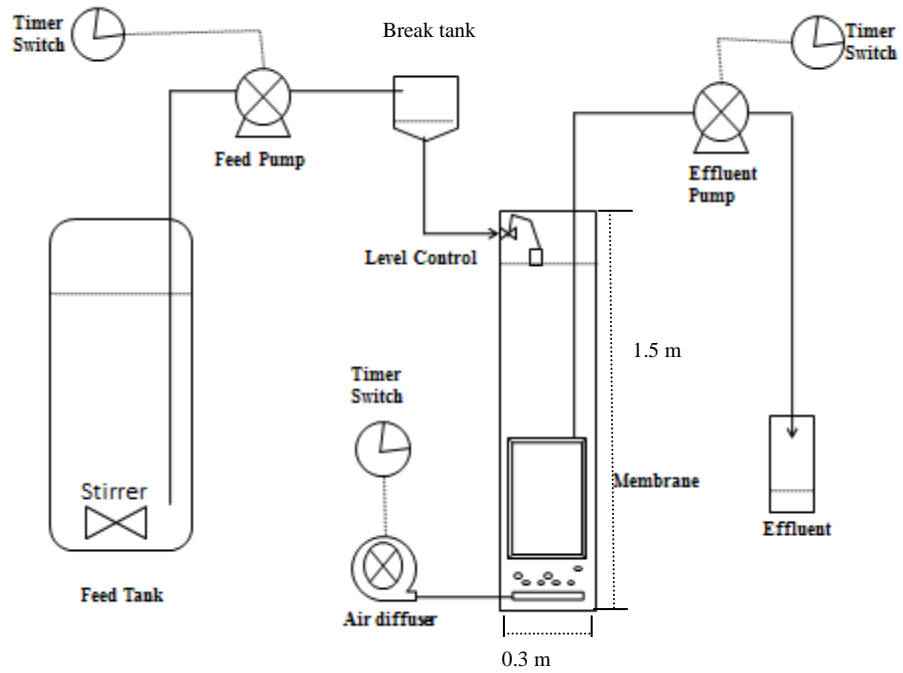 Timer
Switch
Break tank
Timer
Switch
Feed Pump
Effluent
Pump
Level Control
1.5 m
Timer
Switch
Stirrer
Membrane
Effluent
Feed Tank
Air diffuser
0.3 m